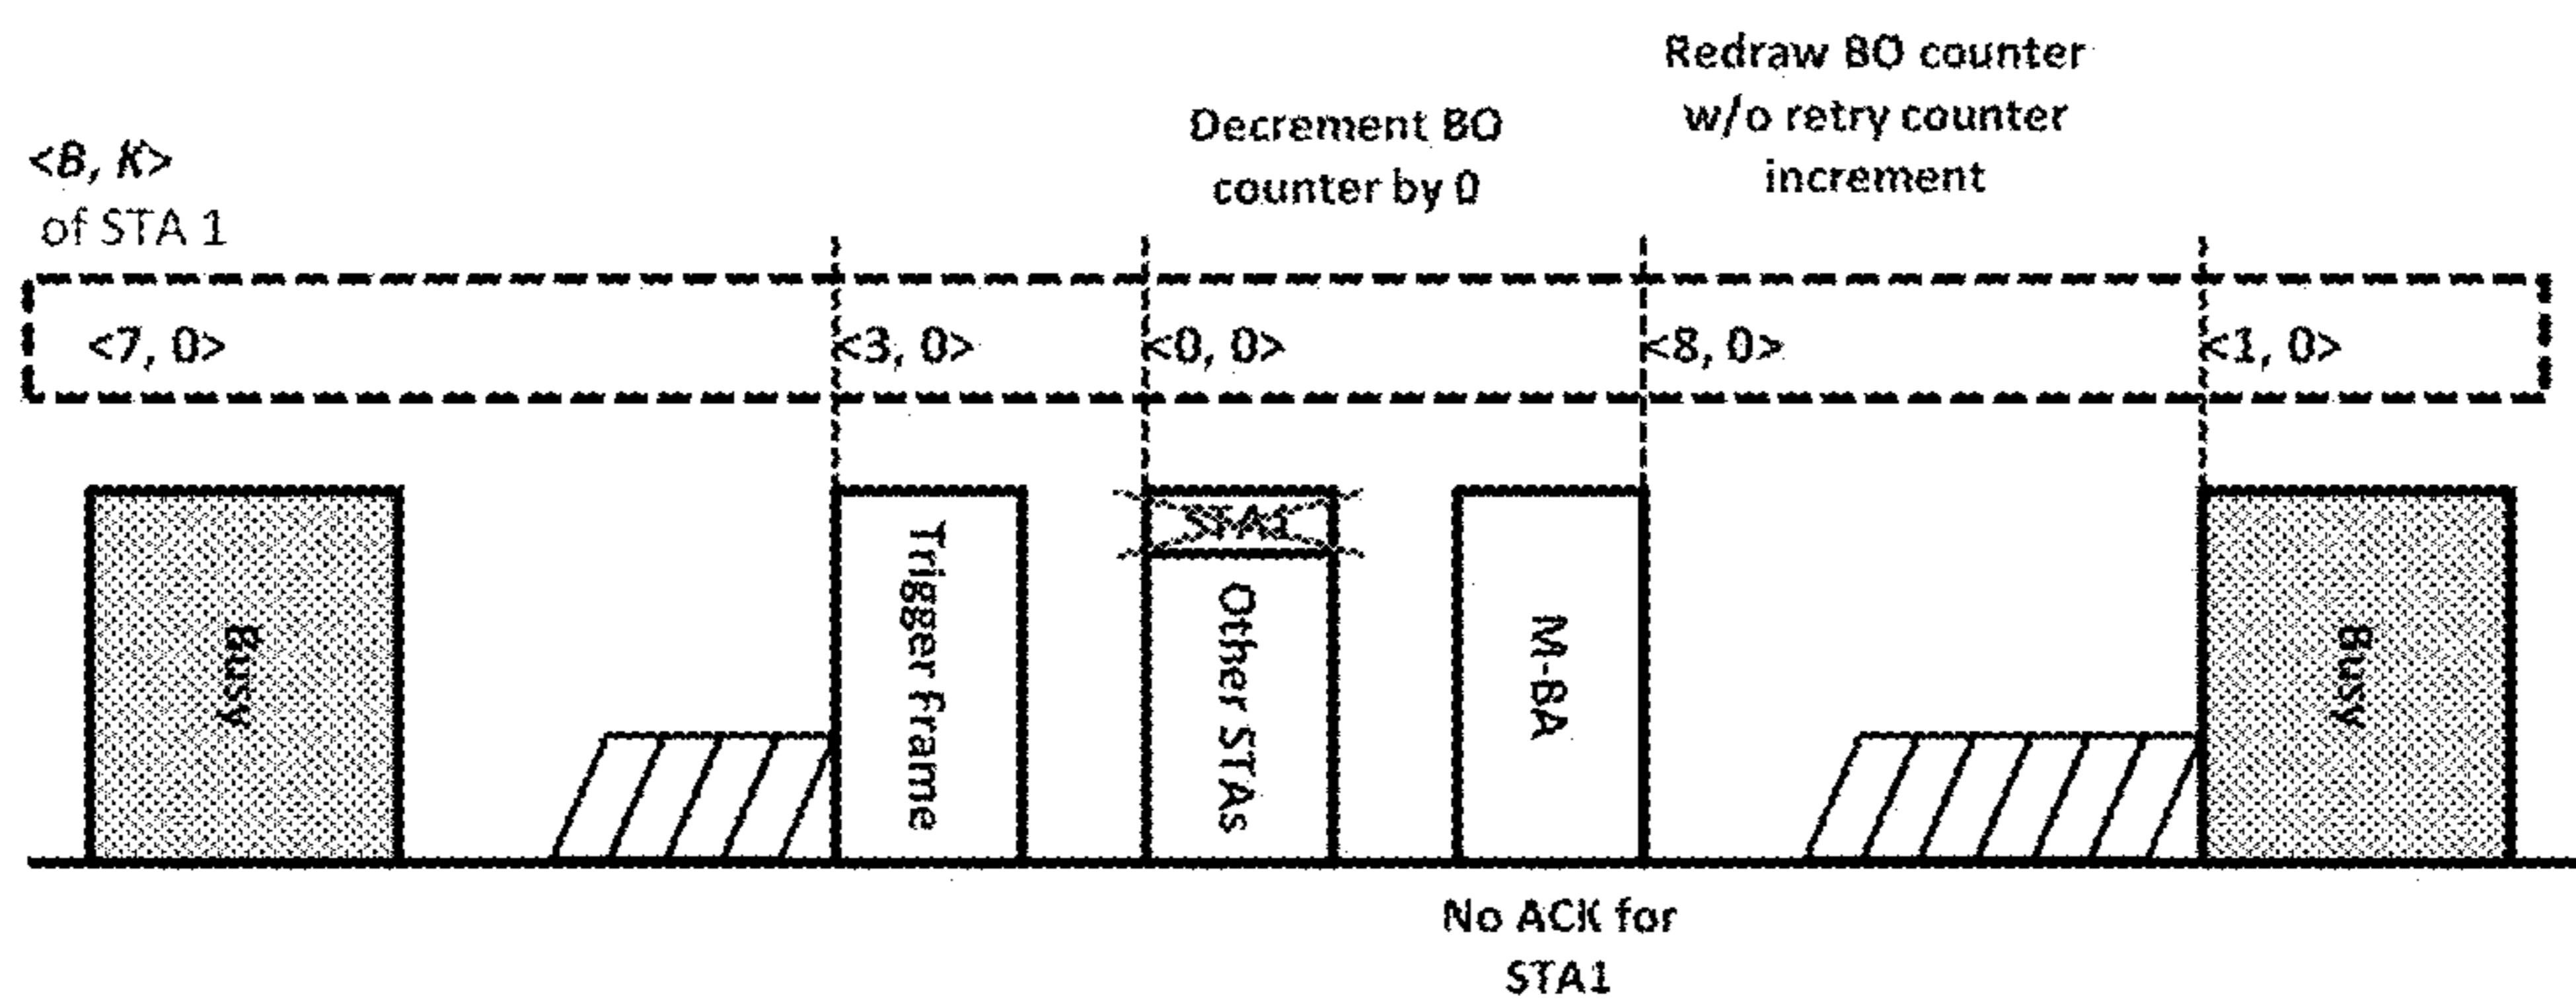 Redraw BO counter
w/o retry counter
increment
Decrement BO
counter by 0
<B, K>
of STA 1
<7, 0>
<3, 0>
<0, 0>
<8, 0>
<1, 0>
Busy
Trigger frame
STA1
Other STAs
M-BA
Busy
No ACK for
STA1